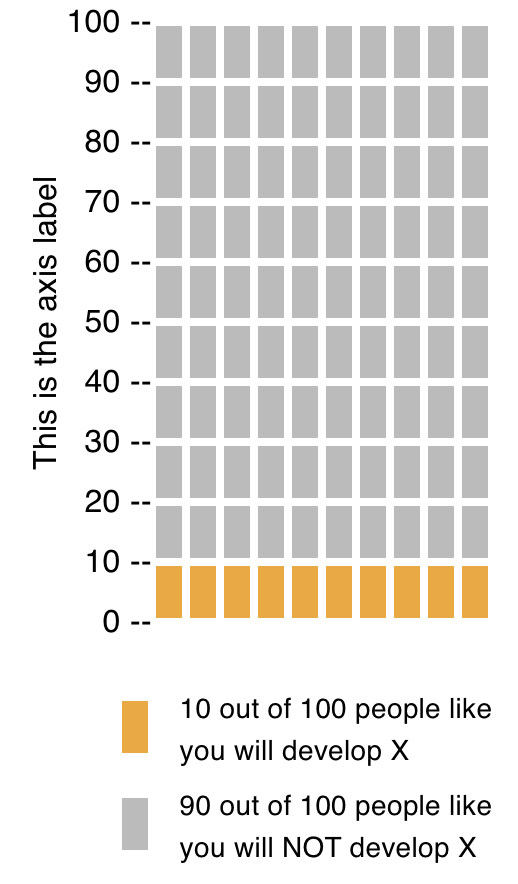 100 --
90 --
80 --
70 --
60 --
50 --
40 --
30 --
20 --
10 --
0 --
This is the axis label
10 out of 100 people like
you will develop X
90 out of 100 people like
you will NOT develop X